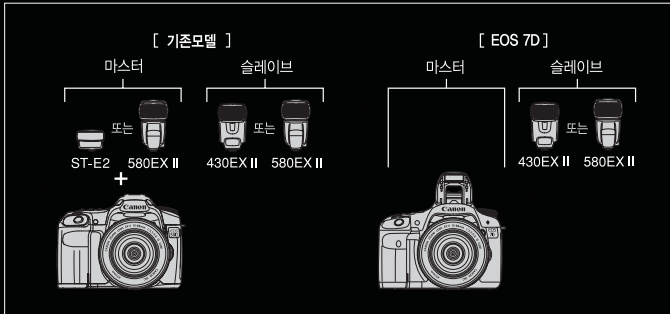 [ 기존모델 ]
마스터
슬레이브
또는
또는
ST-E2
580EX II
430EX II
580EX II
+
Canon
[ EOS 7D ]
마스터
슬레이브
또는
430EX II
580EX II
Canon
EOS
7D